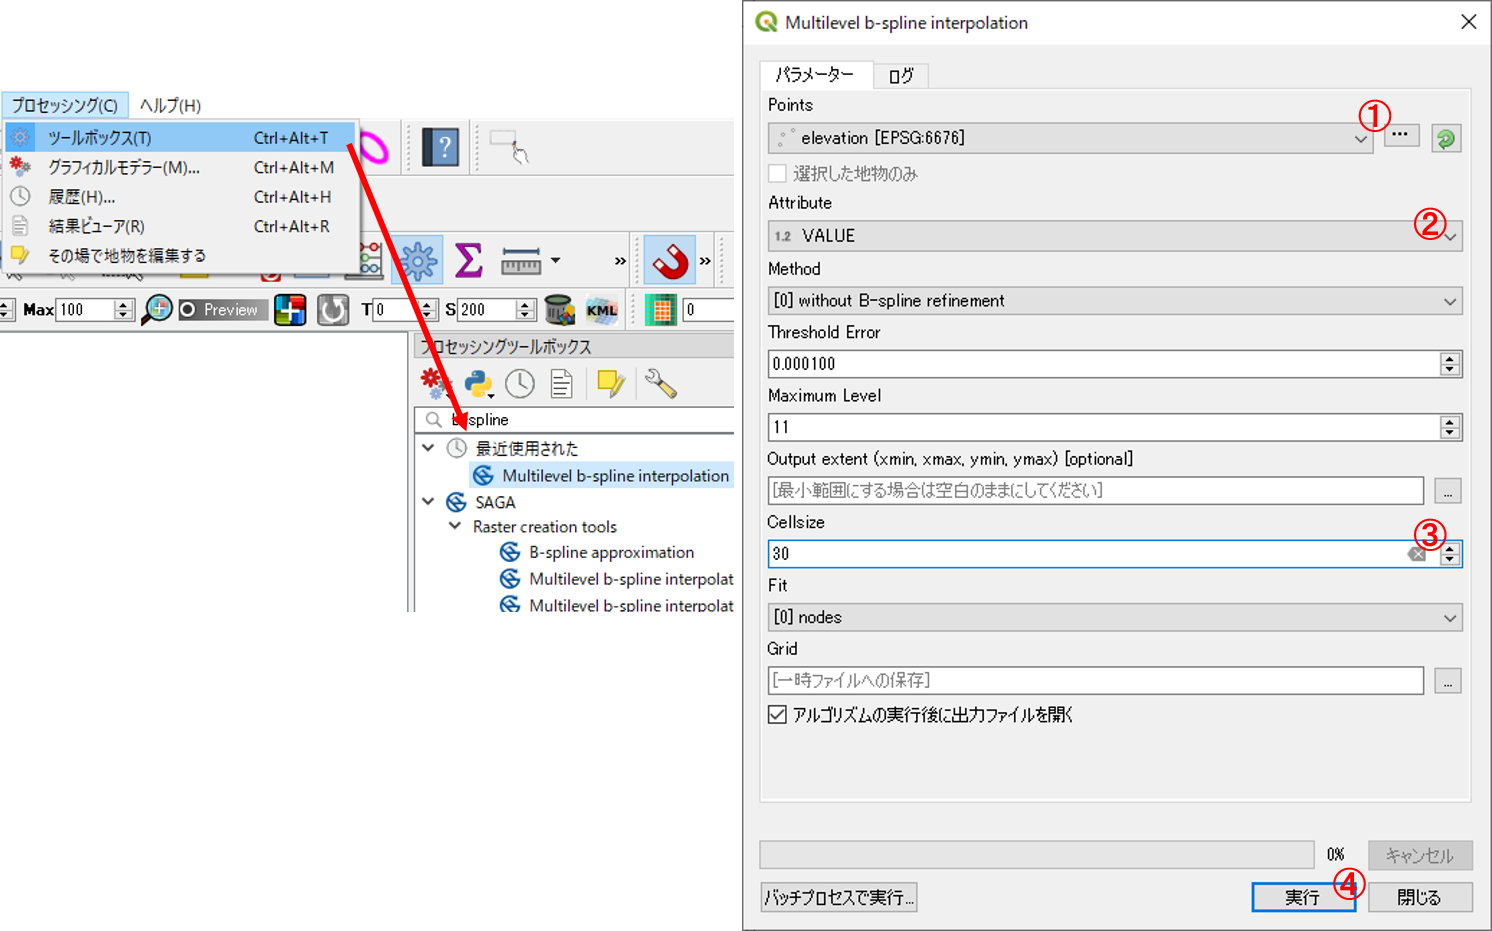 プロセッシング(C) ヘルプ(H)
ツールボックス(T) Ctrl+Alt+T
グラフィカルモデラー(M)... Ctrl+Alt+M
履歴(H)... Ctrl+Alt+H
結果ビューア(R) Ctrl+Alt+R
その場で地物を編集する
Max 100 Preview T 0 S 200 KML 0
プロセッシングツールボックス
b-spline
最近使用された
Multilevel b-spline interpolation
SAGA
Raster creation tools
B-spline approximation
Multilevel b-spline interpolat
Multilevel b-spline interpolat
Multilevel b-spline interpolation
パラメーター ログ
Points
①
elevation [EPSG:6676] ...
選択した地物のみ
Attribute
②
1.2 VALUE
Method
[0] without B-spline refinement
Threshold Error
0.000100
Maximum Level
11
Output extent (xmin, xmax, ymin, ymax) [optional]
[最小範囲にする場合は空白のままにしてください] ...
Cellsize
③
30
Fit
[0] nodes
Grid
[一時ファイルへの保存] ...
アルゴリズムの実行後に出力ファイルを開く
0% キャンセル
④
バッチプロセスで実行... 実行 閉じる